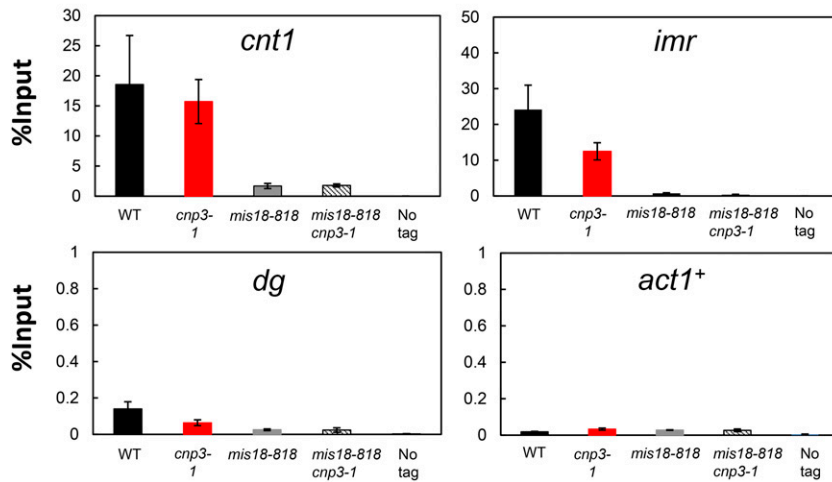 cnt1
%Input
30
25
20
15
10
5
0
WT
cnp3-
1
mis18-818
mis18-818
cnp3-1
No
tag
imr
50
40
30
20
10
0
WT
cnp3-
1
mis18-818
mis18-818
cnp3-1
No
tag
dg
%Input
1
0.8
0.6
0.4
0.2
0
WT
cnp3-
1
mis18-818
mis18-818
cnp3-1
No
tag
act1⁺
1
0.8
0.6
0.4
0.2
0
WT
cnp3-
1
mis18-818
mis18-818
cnp3-1
No
tag